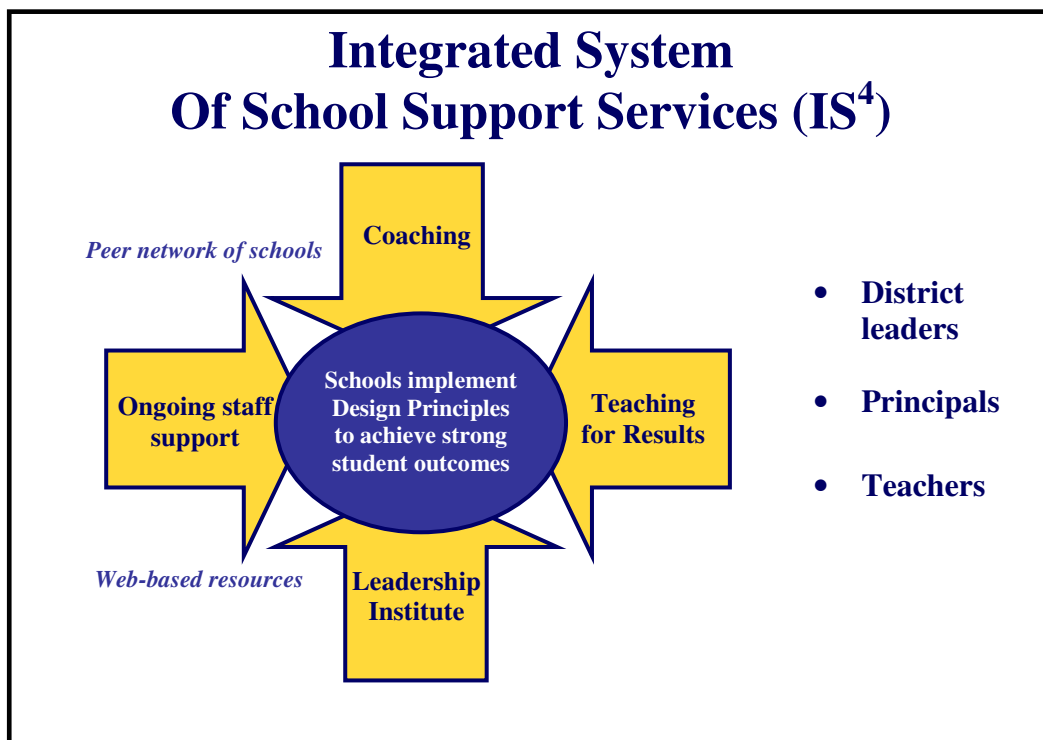 Integrated System
Of School Support Services (IS⁴)
Coaching
Peer network of schools
Ongoing staff
support
Schools implement
Design Principles
to achieve strong
student outcomes
Teaching
for Results
Web-based resources
Leadership
Institute
• District
leaders
• Principals
• Teachers